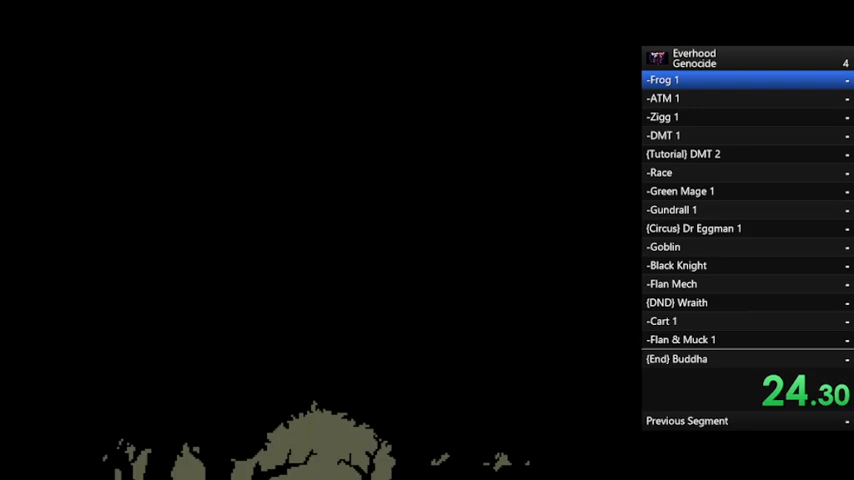 Everhood
Genocide 4
-Frog 1 -
-ATM 1 -
-Zigg 1 -
-DMT 1 -
{Tutorial} DMT 2 -
-Race -
-Green Mage 1 -
-Gundrall 1 -
{Circus} Dr Eggman 1 -
-Goblin -
-Black Knight -
-Flan Mech -
{DND} Wraith -
-Cart 1 -
-Flan & Muck 1 -
{End} Buddha -
24.30
Previous Segment -